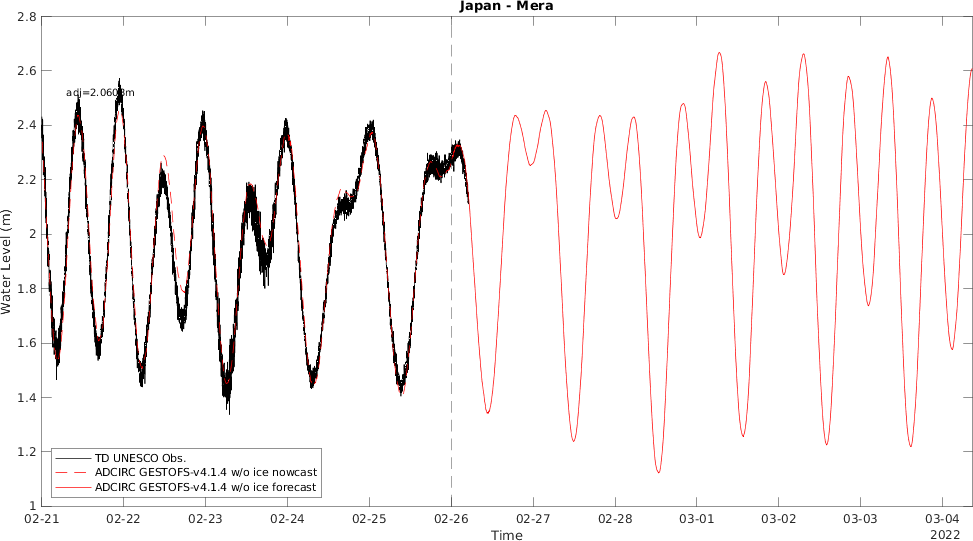 Japan - Mera
2.8
2.6
2.4
2.2
2
1.8
1.6
1.4
1.2
1
Water Level (m)
adj=2.0603m
TD UNESCO Obs.
ADCIRC GESTOFS-v4.1.4 w/o ice nowcast
ADCIRC GESTOFS-v4.1.4 w/o ice forecast
02-21 02-22 02-23 02-24 02-25 02-26 02-27 02-28 03-01 03-02 03-03 03-04
Time 2022